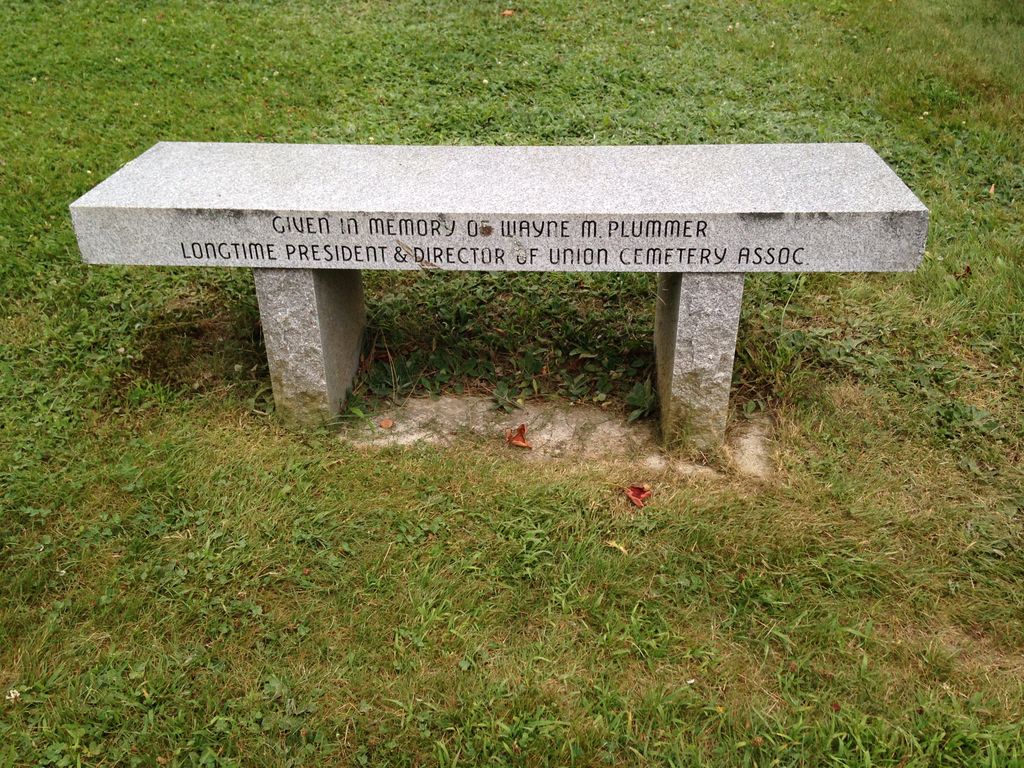 GIVEN IN MEMORY OF WAYNE M. PLUMMER
LONGTIME PRESIDENT & DIRECTOR OF UNION CEMETERY ASSOC.